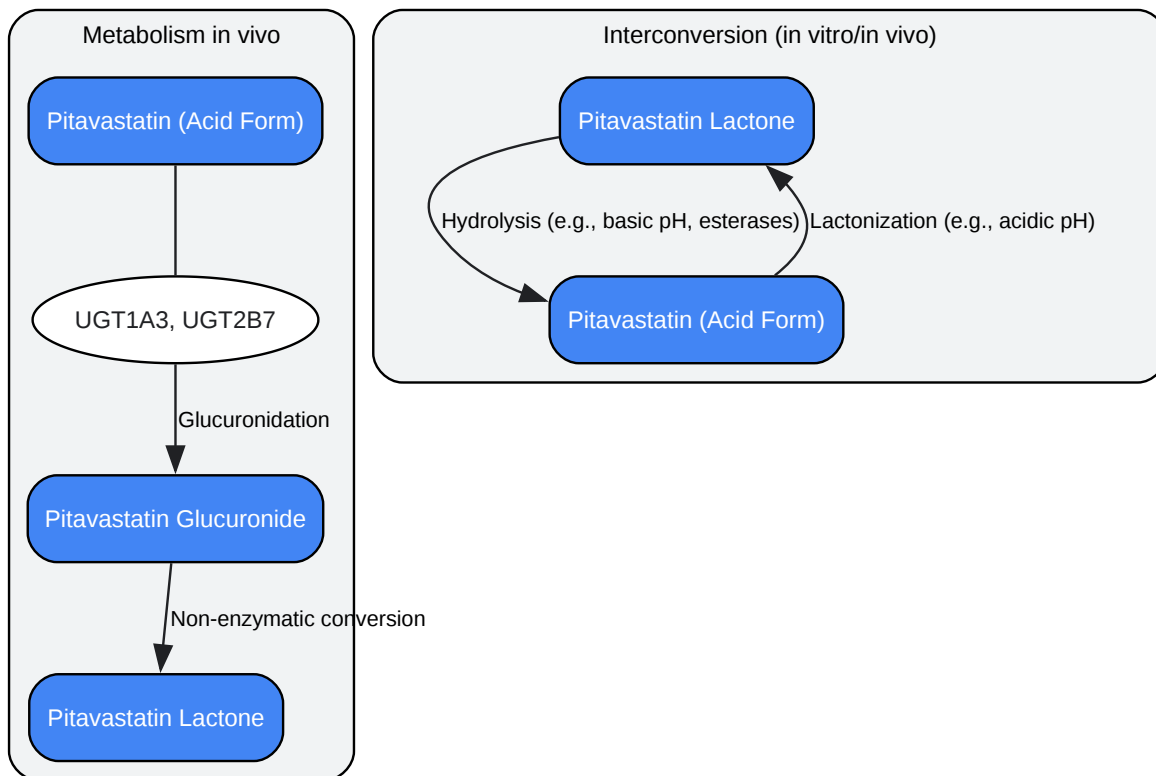 Metabolism in vivo
Pitavastatin (Acid Form)
UGT1A3, UGT2B7
Glucuronidation
Pitavastatin Glucuronide
Non-enzymatic conversion
Pitavastatin Lactone
Interconversion (in vitro/in vivo)
Pitavastatin Lactone
Hydrolysis (e.g., basic pH, esterases)
Lactonization (e.g., acidic pH)
Pitavastatin (Acid Form)